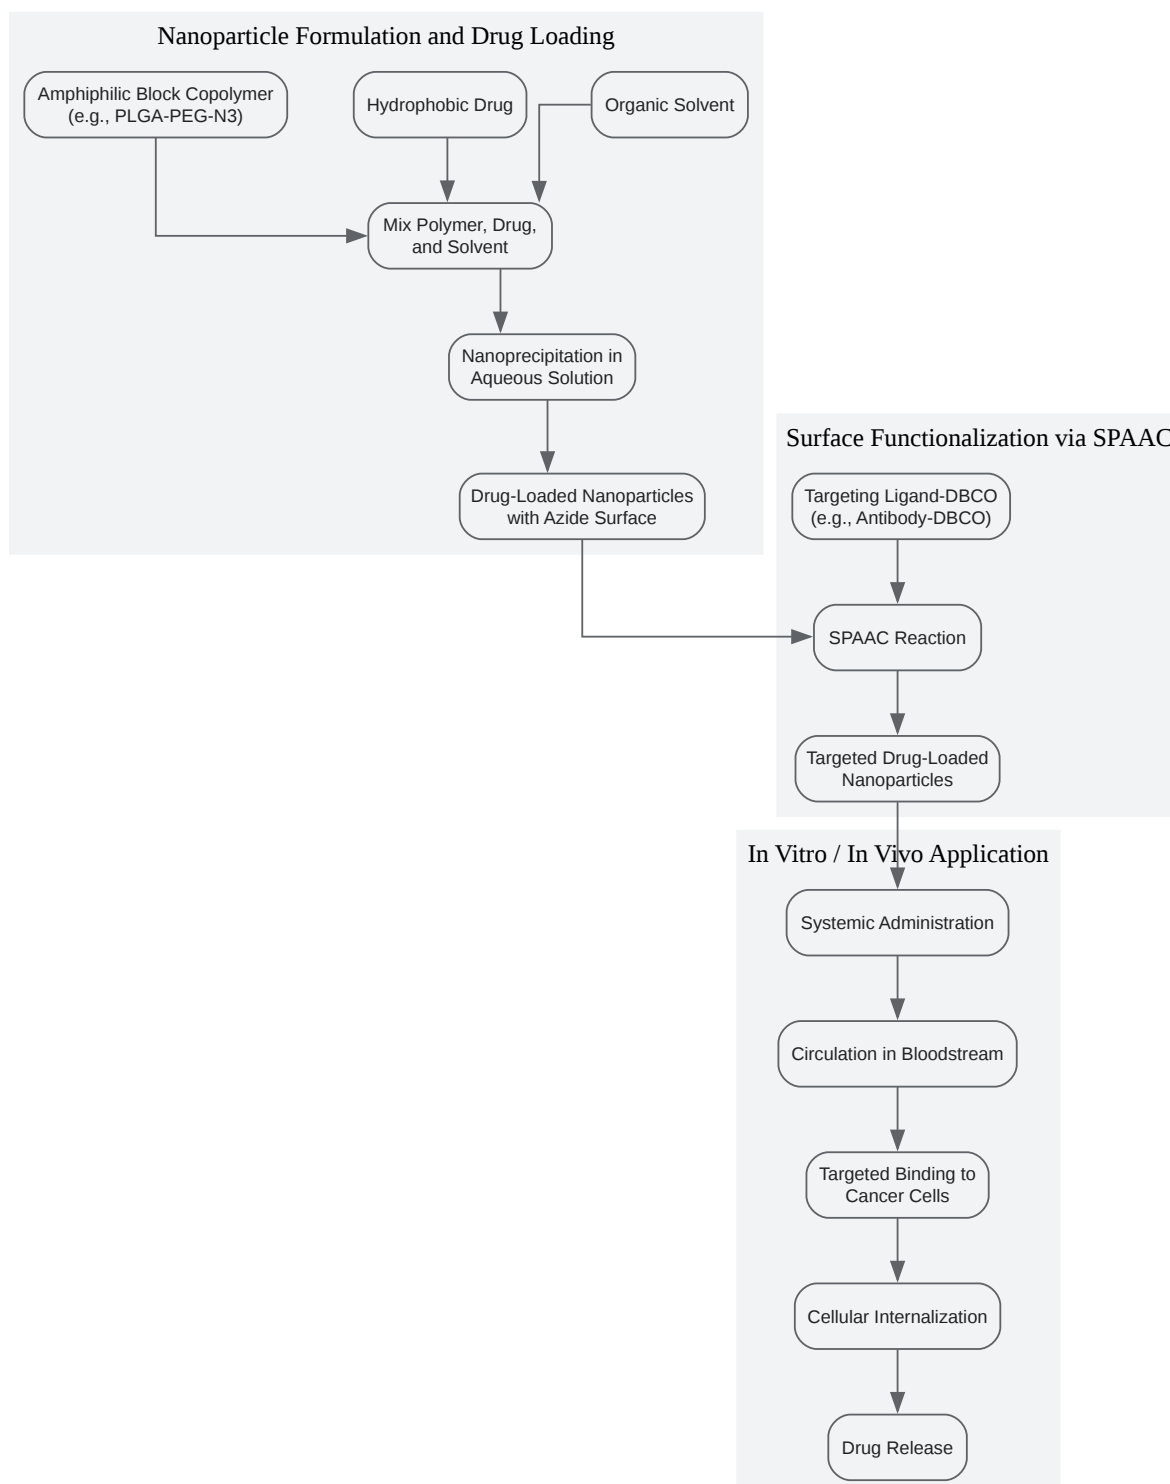 Nanoparticle Formulation and Drug Loading
Amphiphilic Block Copolymer
(e.g., PLGA-PEG-N3)
Hydrophobic Drug
Organic Solvent
Mix Polymer, Drug,
and Solvent
Nanoprecipitation in
Aqueous Solution
Drug-Loaded Nanoparticles
with Azide Surface
Surface Functionalization via SPAAC
Targeting Ligand-DBCO
(e.g., Antibody-DBCO)
SPAAC Reaction
Targeted Drug-Loaded
Nanoparticles
In Vitro / In Vivo Application
Systemic Administration
Circulation in Bloodstream
Targeted Binding to
Cancer Cells
Cellular Internalization
Drug Release